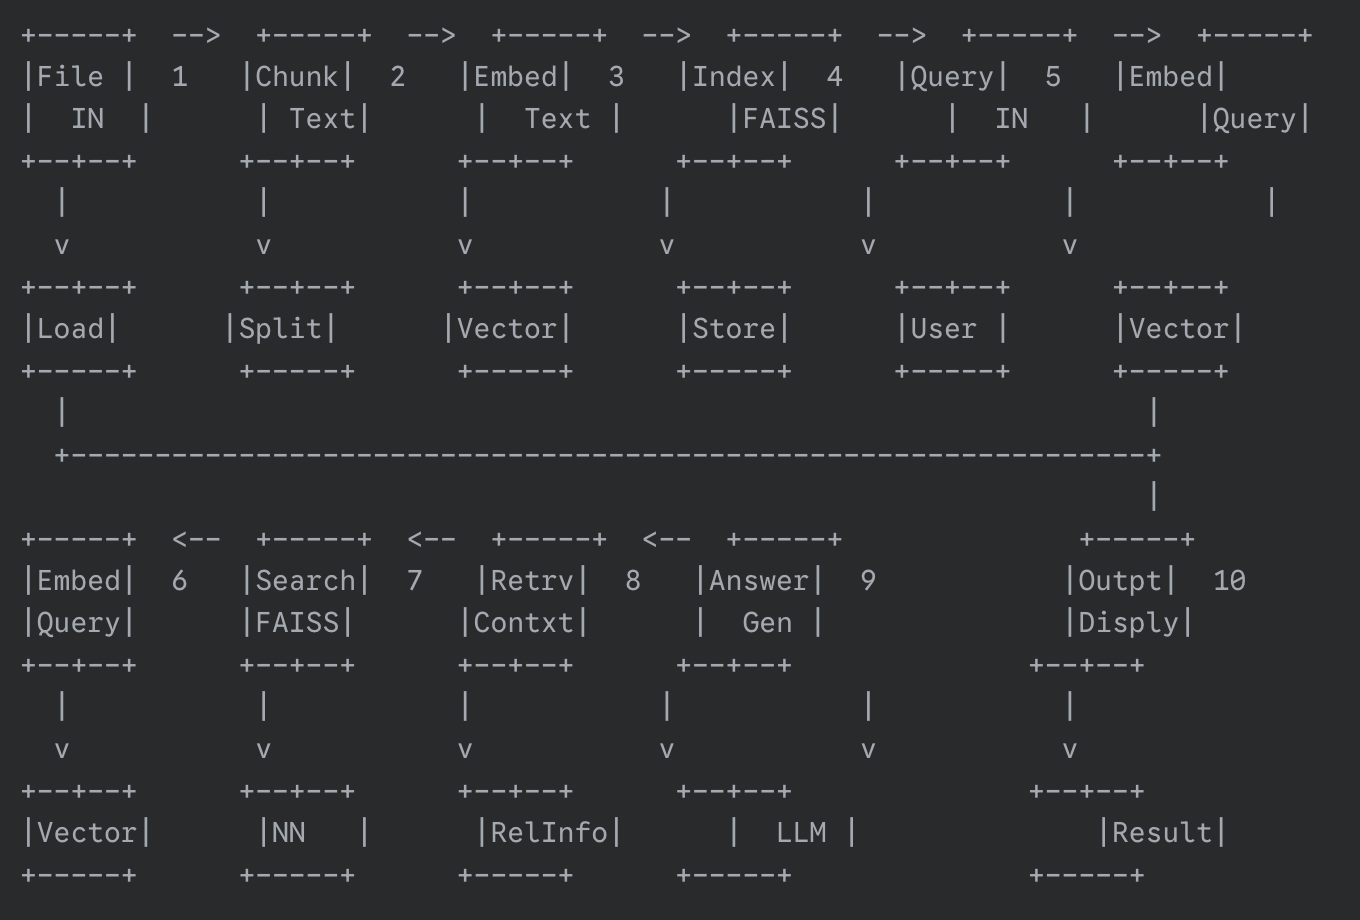 +-----+  -->  +-----+  -->  +-----+  -->  +-----+  -->  +-----+  -->  +-----+
|File |  1   |Chunk|  2   |Embed|  3   |Index|  4   |Query|  5   |Embed|
|  IN  |      | Text|      |  Text |      |FAISS|      |  IN   |      |Query|
+--+--+      +--+--+      +--+--+      +--+--+      +--+--+      +--+--+
  |           |           |           |           |           |           |
  v           v           v           v           v           v
+--+--+      +--+--+      +--+--+      +--+--+      +--+--+      +--+--+
|Load|      |Split|      |Vector|      |Store|      |User |      |Vector|
+-----+      +-----+      +-----+      +-----+      +-----+      +-----+
  |                                                                |
  +----------------------------------------------------------------+
                                                                   |
+-----+  <--  +-----+  <--  +-----+  <--  +-----+              +-----+
|Embed|  6   |Search|  7   |Retrv|  8   |Answer|  9           |Outpt|  10
|Query|      |FAISS|      |Contxt|      |  Gen |              |Disply|
+--+--+      +--+--+      +--+--+      +--+--+              +--+--+
  |           |           |           |           |           |
  v           v           v           v           v           v
+--+--+      +--+--+      +--+--+      +--+--+              +--+--+
|Vector|      |NN   |      |RelInfo|      |  LLM |              |Result|
+-----+      +-----+      +-----+      +-----+              +-----+